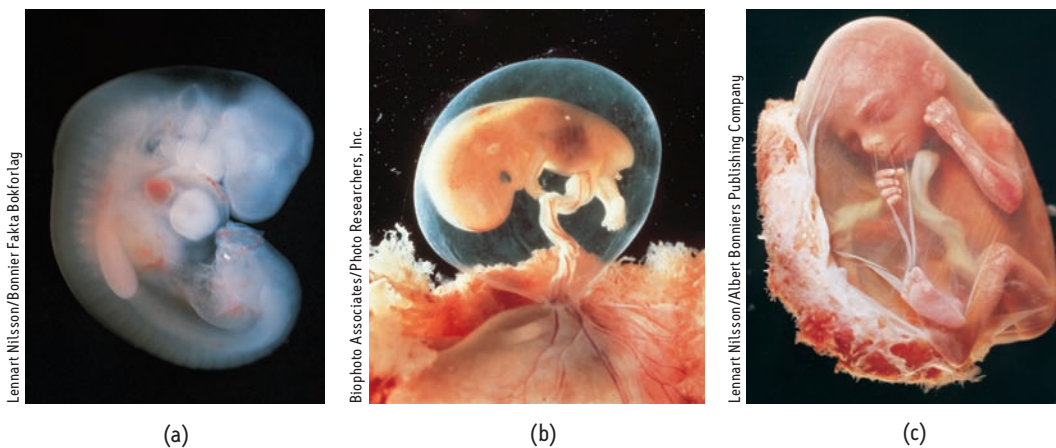 Lennart Nilsson/Bonnier Fakta Bokforlag
Biophoto Associates/Photo Researchers, Inc.
Lennart Nilsson/Albert Bonniers Publishing Company
(a)
(b)
(c)